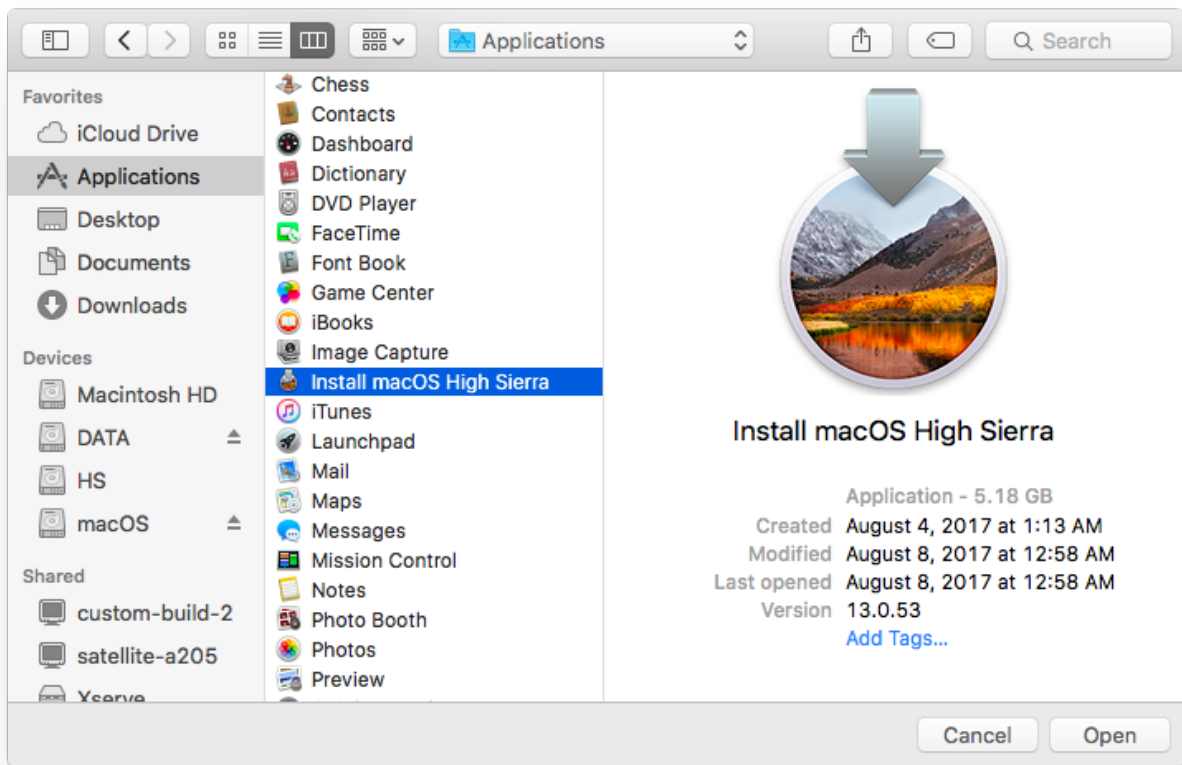 Applications
Search
Favorites
iCloud Drive
Applications
Desktop
Documents
Downloads
Devices
Macintosh HD
DATA
HS
macOS
Shared
custom-build-2
satellite-a205
Xserve
Chess
Contacts
Dashboard
Dictionary
DVD Player
FaceTime
Font Book
Game Center
iBooks
Image Capture
Install macOS High Sierra
iTunes
Launchpad
Mail
Maps
Messages
Mission Control
Notes
Photo Booth
Photos
Preview
Install macOS High Sierra
Application - 5.18 GB
Created August 4, 2017 at 1:13 AM
Modified August 8, 2017 at 12:58 AM
Last opened August 8, 2017 at 12:58 AM
Version 13.0.53
Add Tags...
Cancel
Open